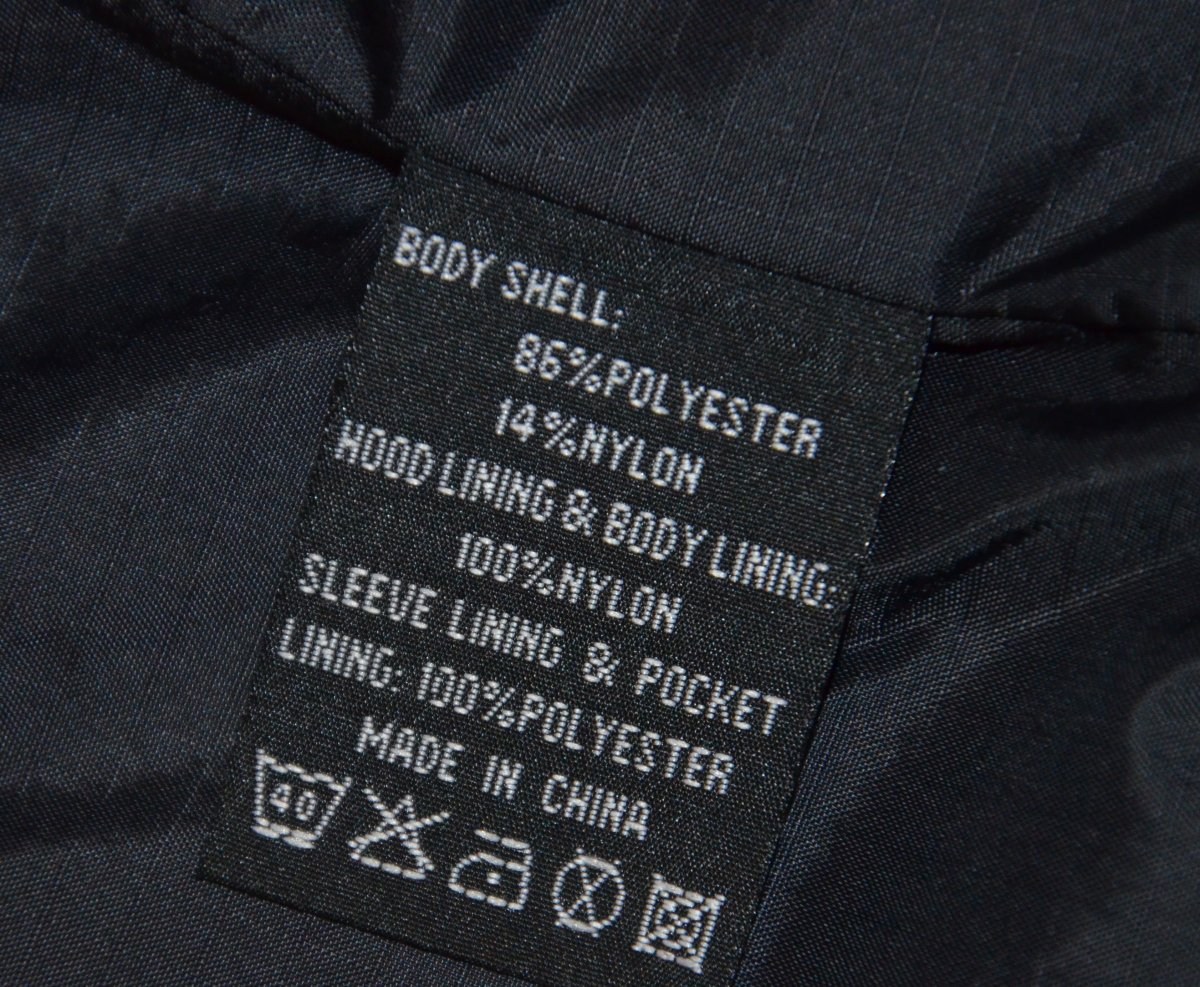 BODY SHELL:
86%POLYESTER
14%NYLON
HOOD LINING & BODY LINING:
100%NYLON
SLEEVE LINING & POCKET
LINING: 100%POLYESTER
MADE IN CHINA
40